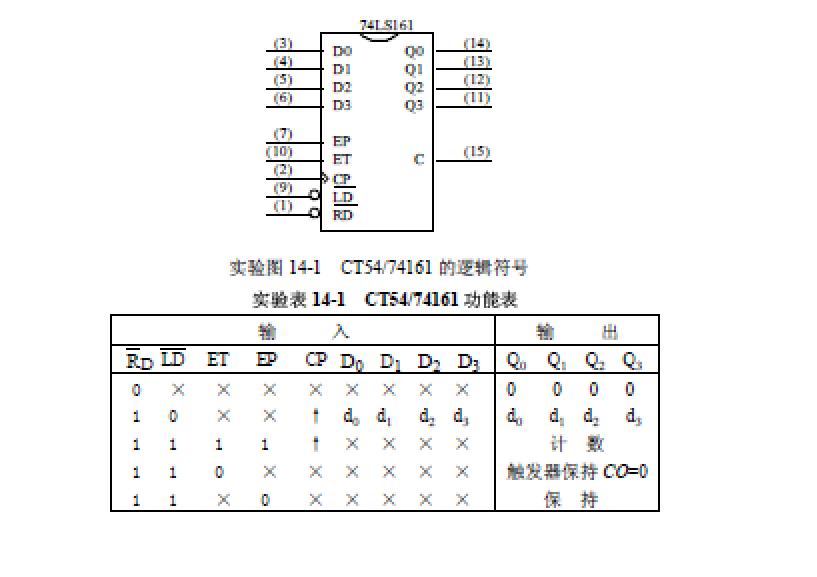 74LS161
(3) D0 Q0 (14)
(4) D1 Q1 (13)
(5) D2 Q2 (12)
(6) D3 Q3 (11)
(7) EP
(10) ET C (15)
(2) CP
(9) L̅D̅
(1) R̅D̅
实验图 14-1 CT54/74161 的逻辑符号
实验表 14-1 CT54/74161 功能表
输 入 输 出
R̅D L̅D̅ ET EP CP D0 D1 D2 D3 Q0 Q1 Q2 Q3
0 × × × × × × × × 0 0 0 0
1 0 × × ↑ d0 d1 d2 d3 d0 d1 d2 d3
1 1 1 1 ↑ × × × × 计 数
1 1 0 × × × × × × 触发器保持 CO=0
1 1 × 0 × × × × × 保 持